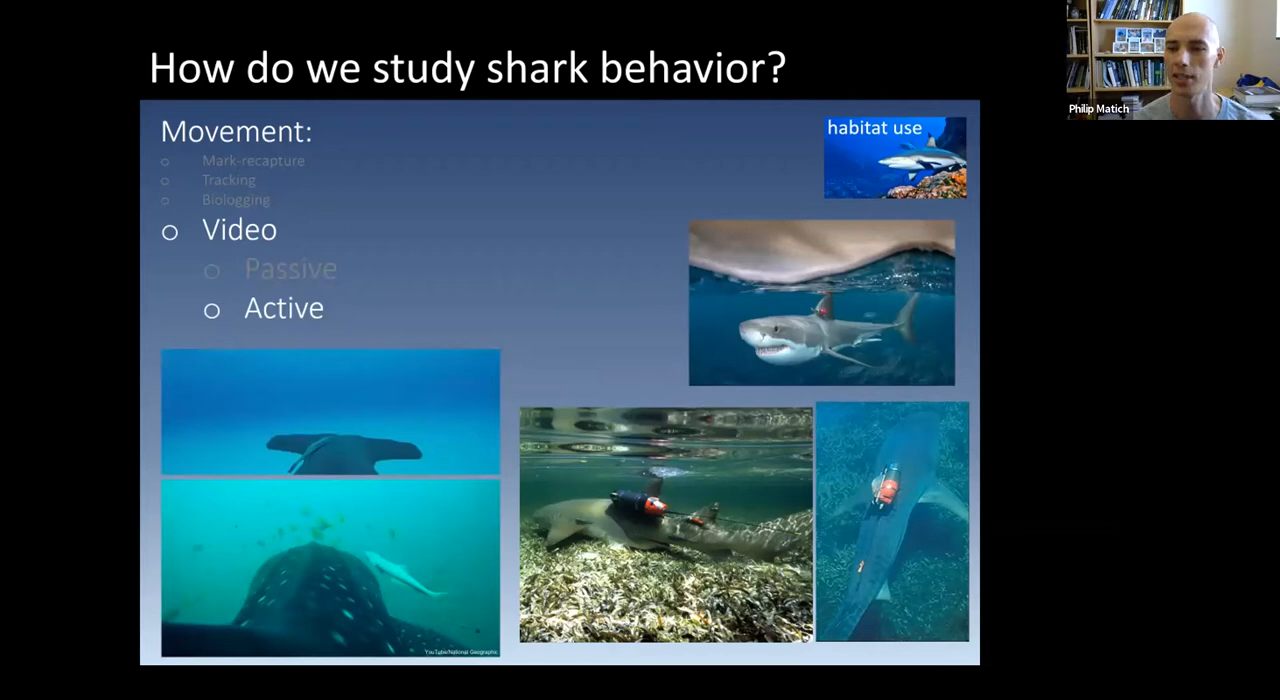 How do we study shark behavior?
Philip Matich
Movement:
habitat use
○ Mark-recapture
○ Tracking
○ Biologging
○ Video
○ Passive
○ Active
YouTube/National Geographic